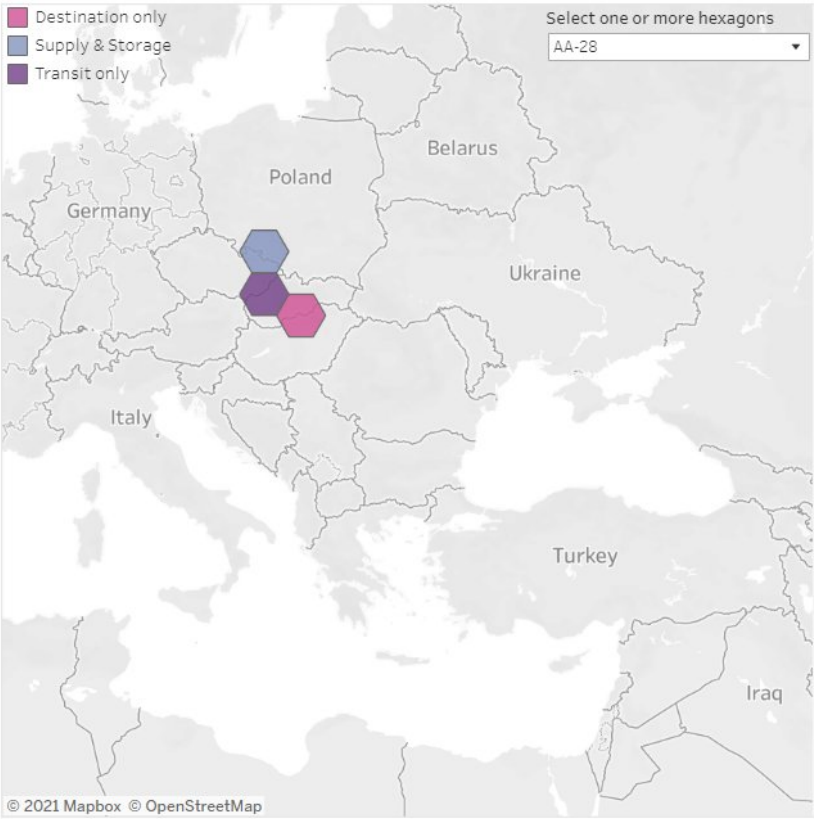 Destination only
Supply & Storage
Transit only
Select one or more hexagons
AA-28
Belarus
Poland
Germany
Ukraine
Italy
Turkey
Iraq
© 2021 Mapbox © OpenStreetMap